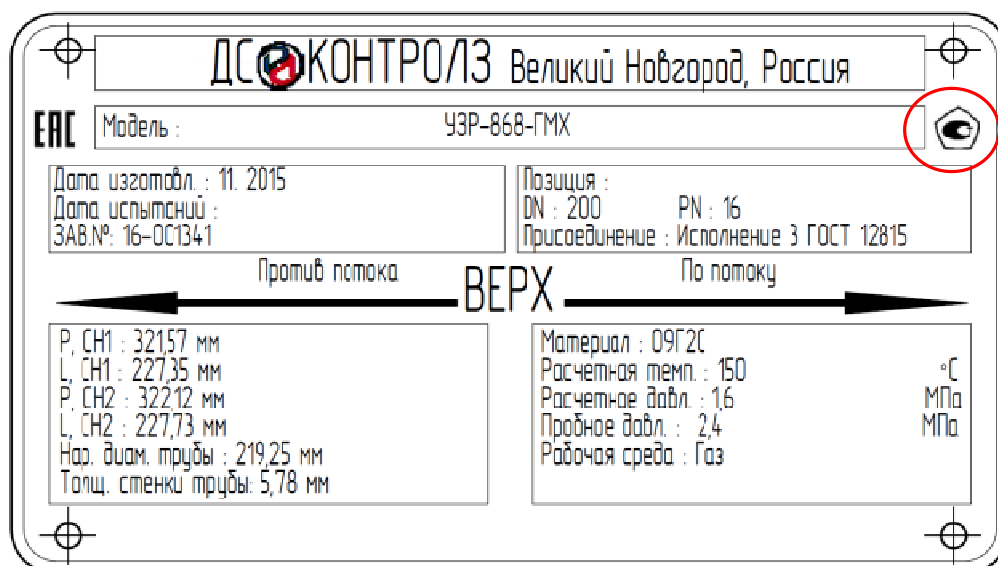 ДС КОНТРОЛЗ Великий Новгород, Россия
ЕАС Модель : УЗР-868-ГМХ
Дата изготовл. : 11. 2015
Дата испытаний :
ЗАВ.№: 16-ОС1341
Позиция :
DN : 200 PN : 16
Присоединение : Исполнение 3 ГОСТ 12815
Против потока
ВЕРХ
По потоку
P, CH1 : 321,57 мм
L, CH1 : 227,35 мм
P, CH2 : 322,12 мм
L, CH2 : 227,73 мм
Нар. диам. трубы : 219,25 мм
Толщ. стенки трубы: 5,78 мм
Материал : 09Г2С
Расчетная темп. : 150 °С
Расчетное давл. : 1,6 МПа
Пробное давл. : 2,4 МПа
Рабочая среда : Газ